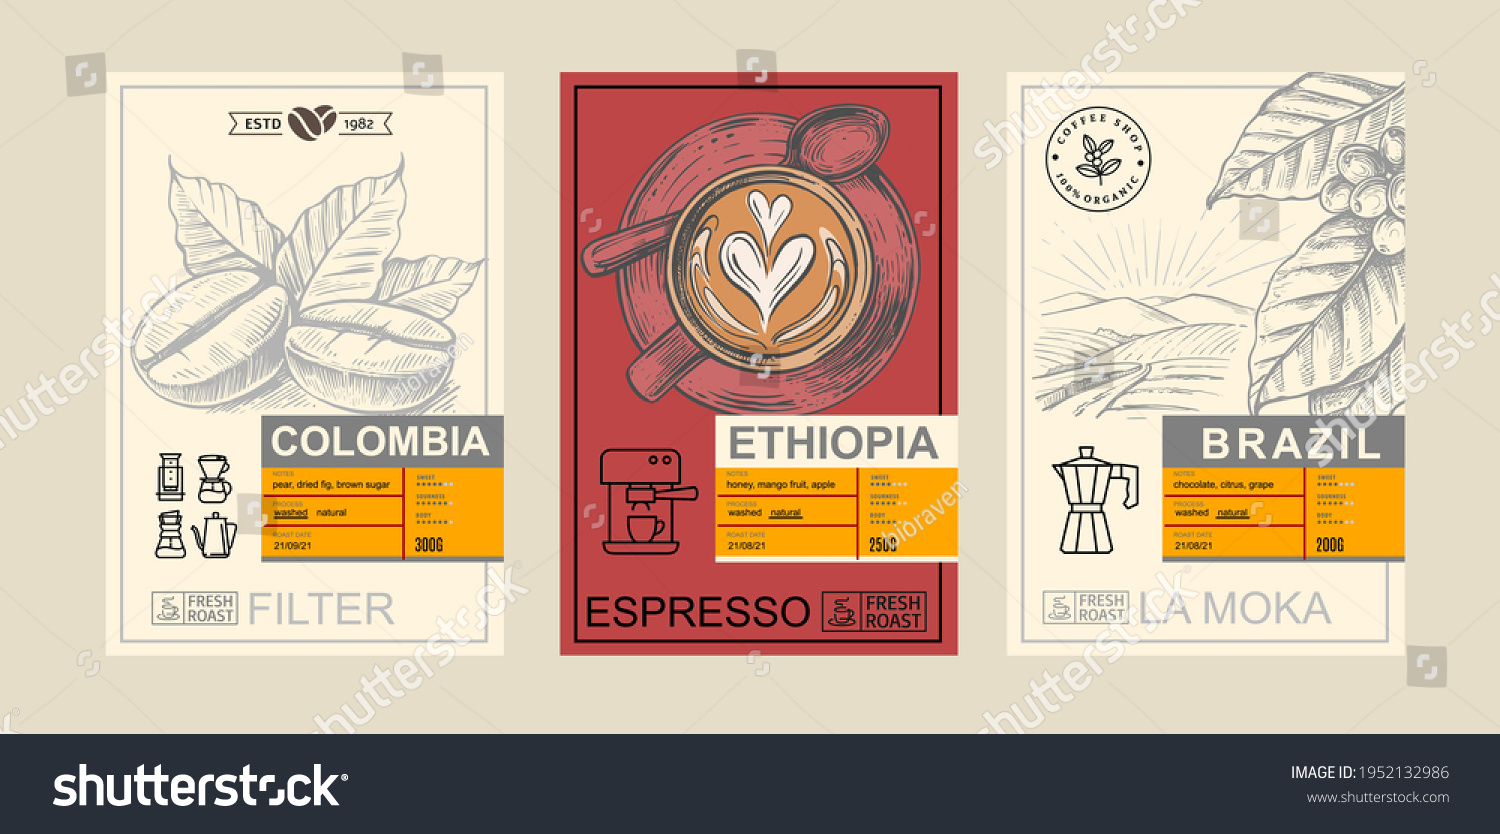 ESTD 1982
COLOMBIA
NOTES
pear, dried fig, brown sugar
PROCESS
washed natural
ROAST DATE
21/09/21
SWEET
SOURNESS
BODY
300G
FRESH
ROAST
FILTER
ETHIOPIA
NOTES
honey, mango fruit, apple
PROCESS
washed natural
ROAST DATE
21/08/21
SWEET
SOURNESS
BODY
250G
ESPRESSO
FRESH
ROAST
COFFEE SHOP
100% ORGANIC
BRAZIL
NOTES
chocolate, citrus, grape
PROCESS
washed natural
ROAST DATE
21/08/21
SWEET
SOURNESS
BODY
200G
FRESH
ROAST
LA MOKA
shutterstock
bioraven
shutterstock
IMAGE ID: 1952132986
www.shutterstock.com